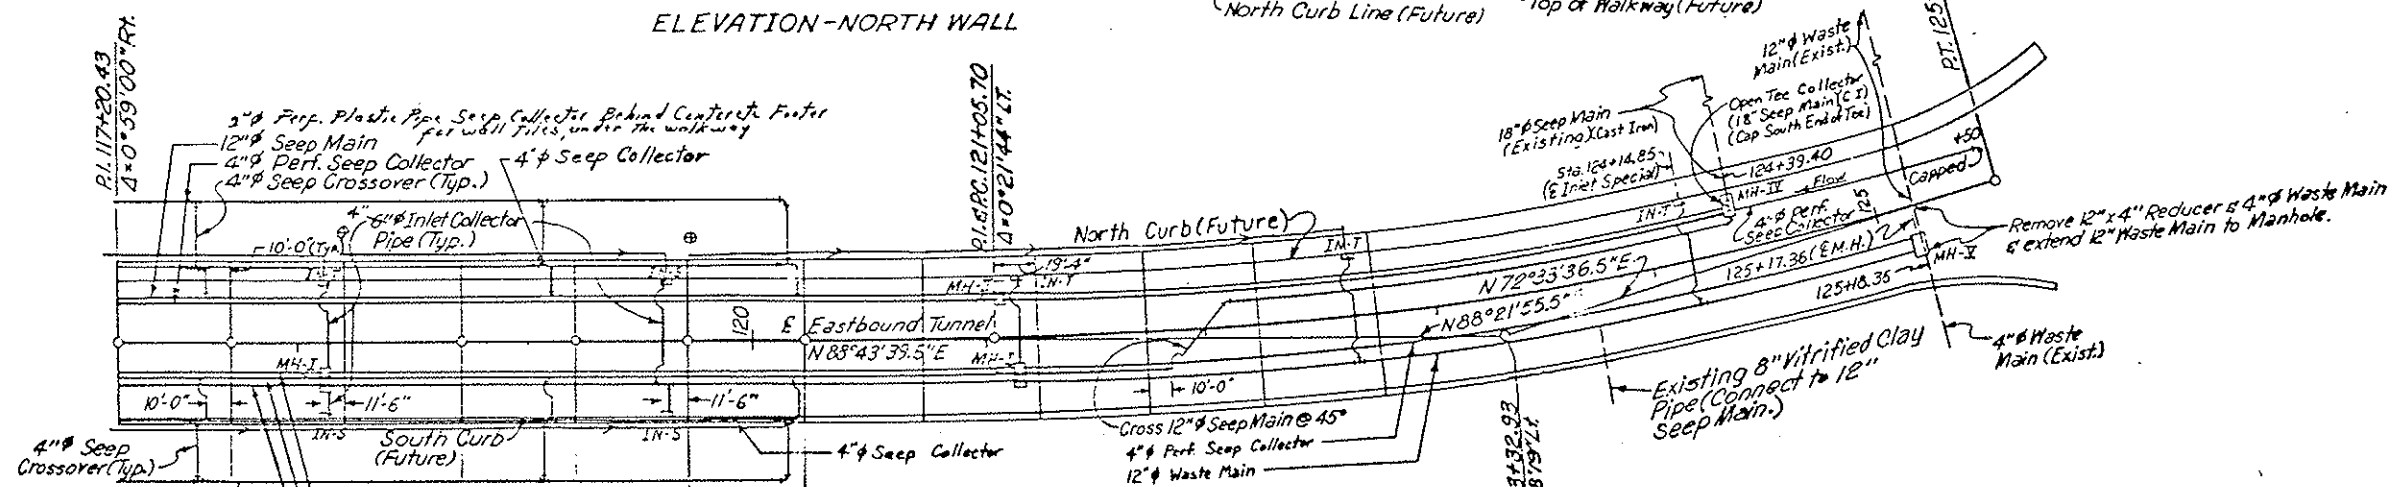 ELEVATION-NORTH WALL
North Curb Line (Future)
Top of Walkway (Future)
P.I. 117+20.43
Δ=0°59'00" Rt.
3"φ Perf. Plastic Pipe Seep Collector Behind Concrete Footer
for wall Tiles, under the walkway
12"φ Seep Main
4"φ Perf. Seep Collector
4"φ Seep Crossover (Typ.)
4"φ Seep Collector
4"
6"φ Inlet Collector
Pipe (Typ.)
10'-0" (Typ.)
IN-S
MH-I
120
℄ Eastbound Tunnel
N 88°43'39.5"E
MH-I
10'-0"
11'-6"
11'-6"
IN-S
South Curb
(Future)
IN-S
4"φ Seep
Crossover (Typ.)
4"φ Seep Collector
P.I. & P.C. 121+05.70
Δ=0°21'44" LT.
North Curb (Future)
19'-4"
IN-T
IN-T
10'-0"
Cross 12"φ Seep Main @ 45°
4"φ Perf. Seep Collector
12"φ Waste Main
N 72°33'36.5"E
N 88°21'55.5"
18"φ Seep Main
(Existing)(Cast Iron)
Sta. 124+14.85
(℄ Inlet Special)
12"φ Waste
Main (Exist.)
Open Tee Collector
(18" Seep Main)(C I)
(Cap South End of Tee)
P.T. 125
+50
124+39.40
MH-IV
Flow
IN-T
4"φ Perf.
Seep Collector
125
Capped
125+17.36 (℄ M.H.)
125+18.35
MH-V
Remove 12"x4" Reducer & 4"φ Waste Main
& extend 12" Waste Main to Manhole.
4"φ Waste
Main (Exist.)
Existing 8" Vitrified Clay
Pipe (Connect to 12"
Seep Main.)
3+32.93
8'19" Lt.